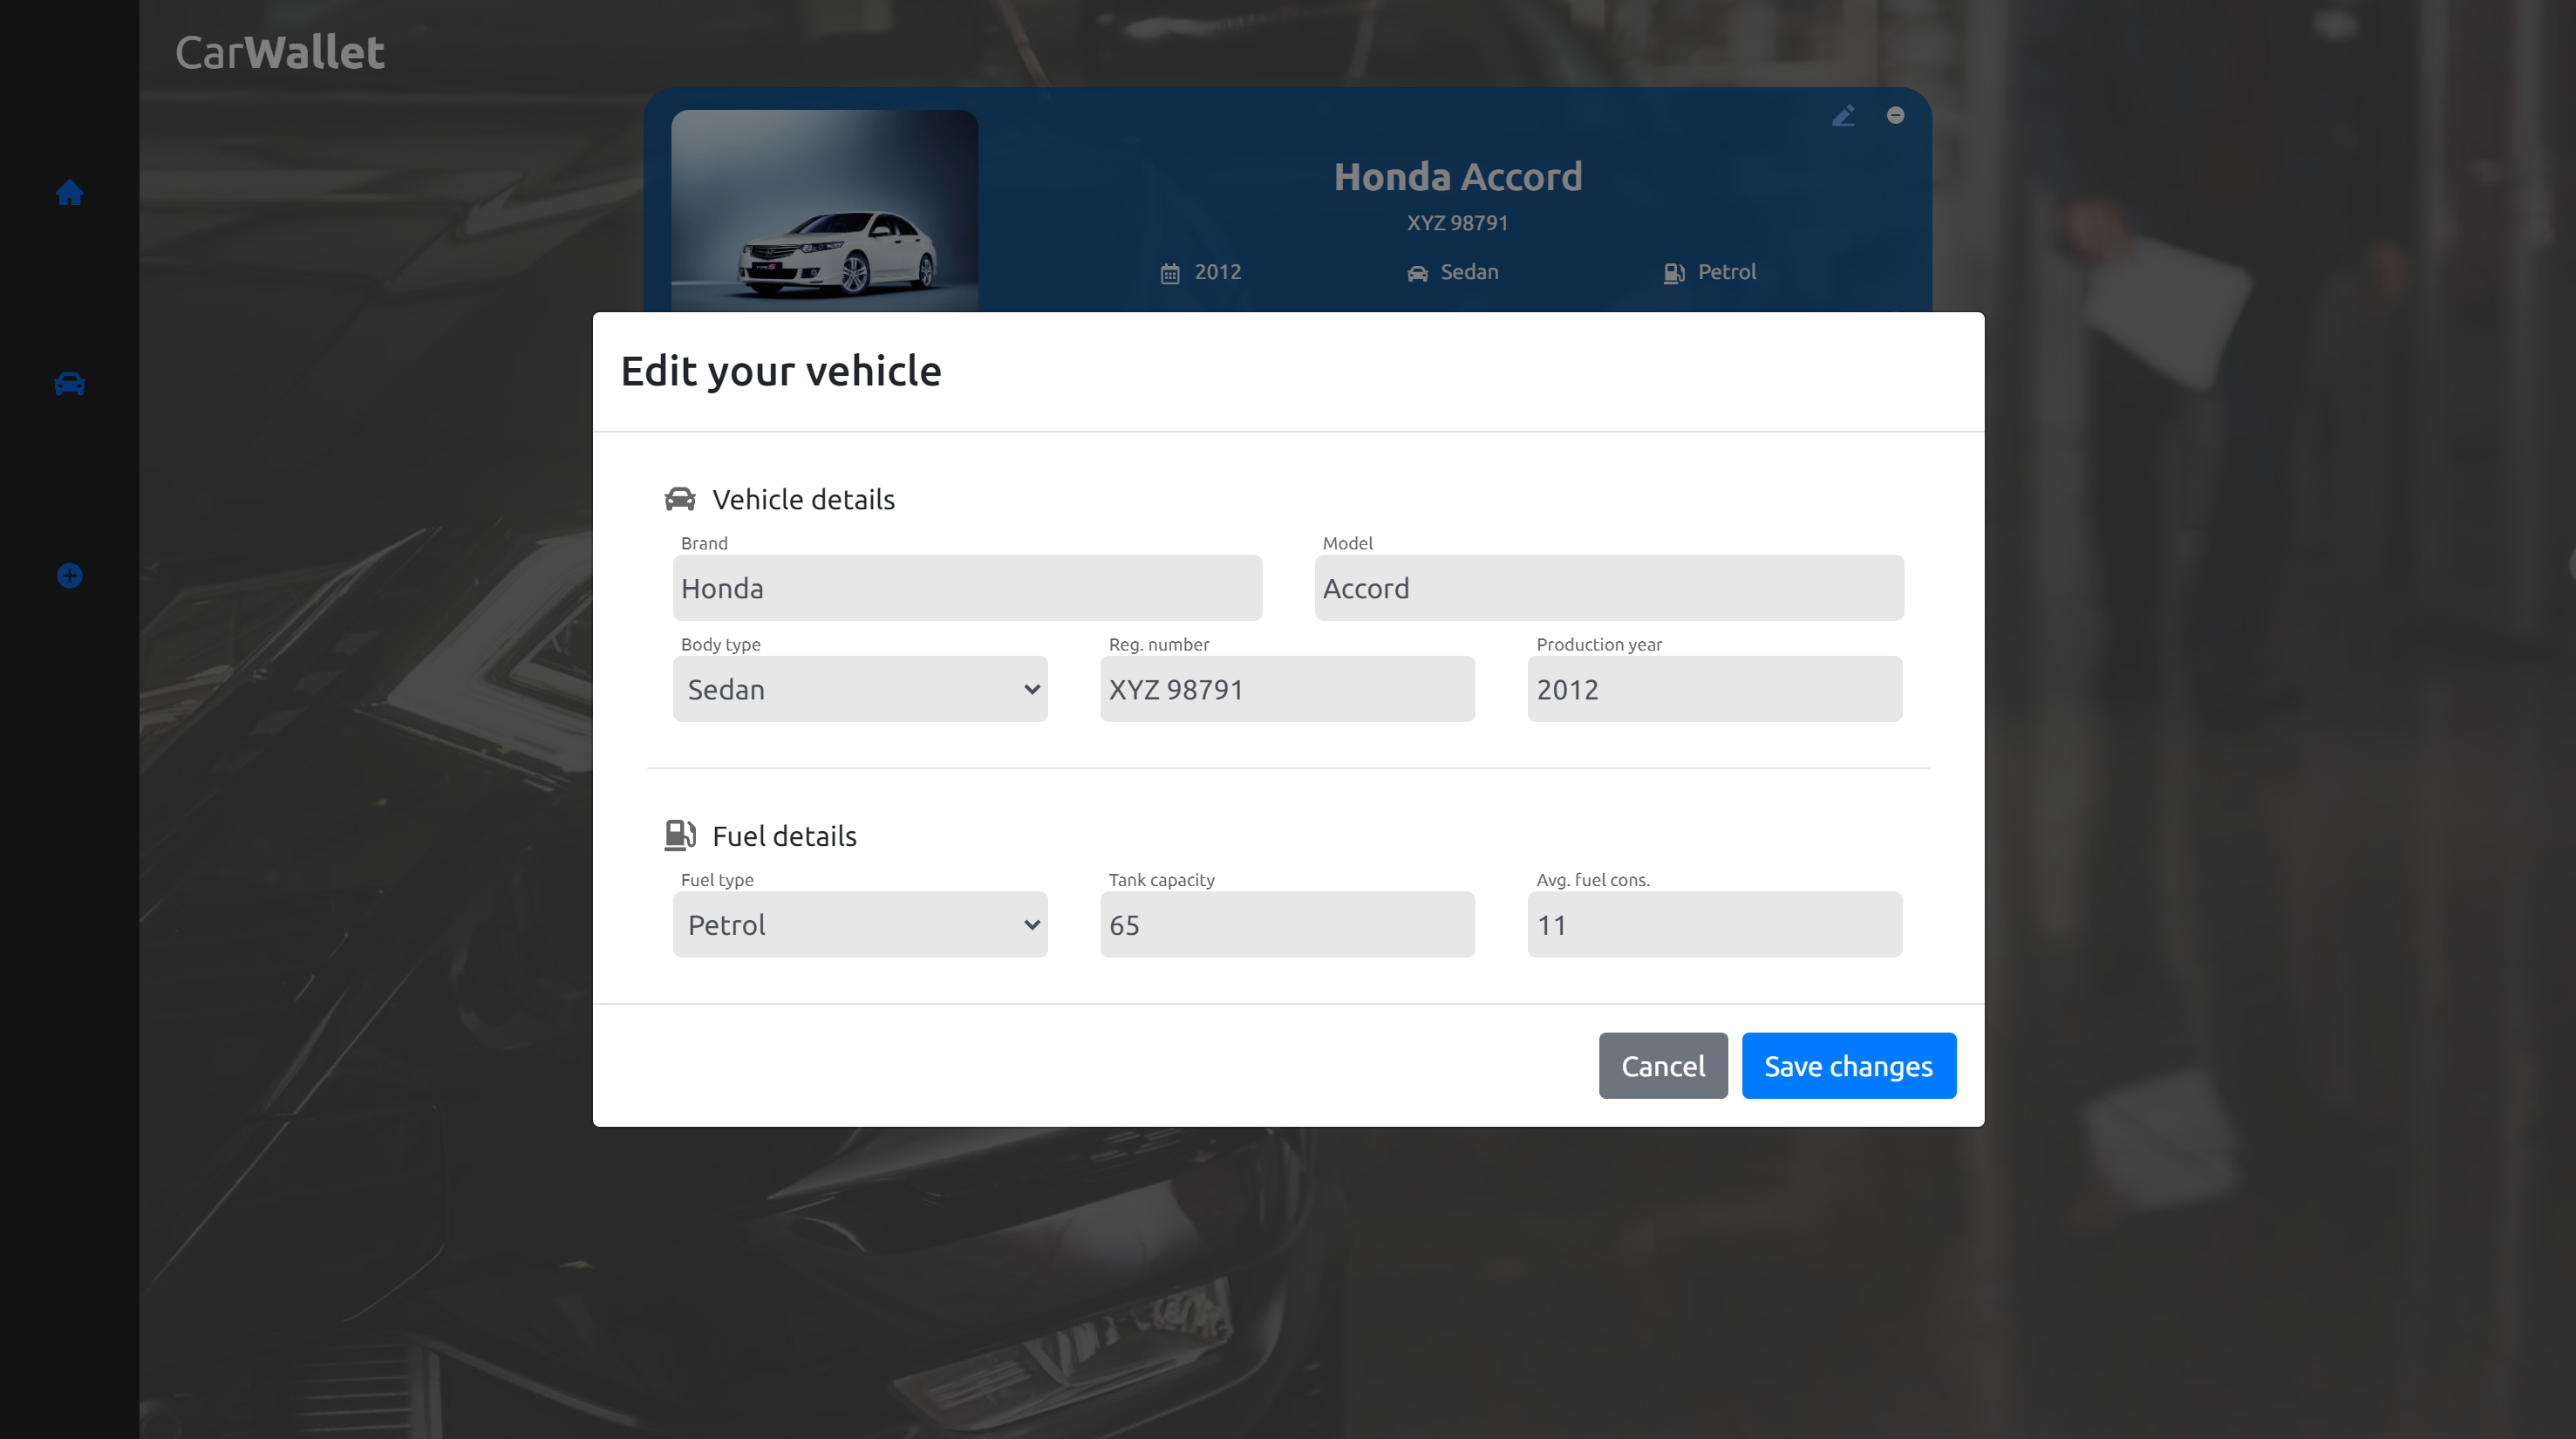 CarWallet
Honda Accord
XYZ 98791
2012 Sedan Petrol
Edit your vehicle
Vehicle details
Brand Model
Honda Accord
Body type Reg. number Production year
Sedan XYZ 98791 2012
Fuel details
Fuel type Tank capacity Avg. fuel cons.
Petrol 65 11
Cancel Save changes